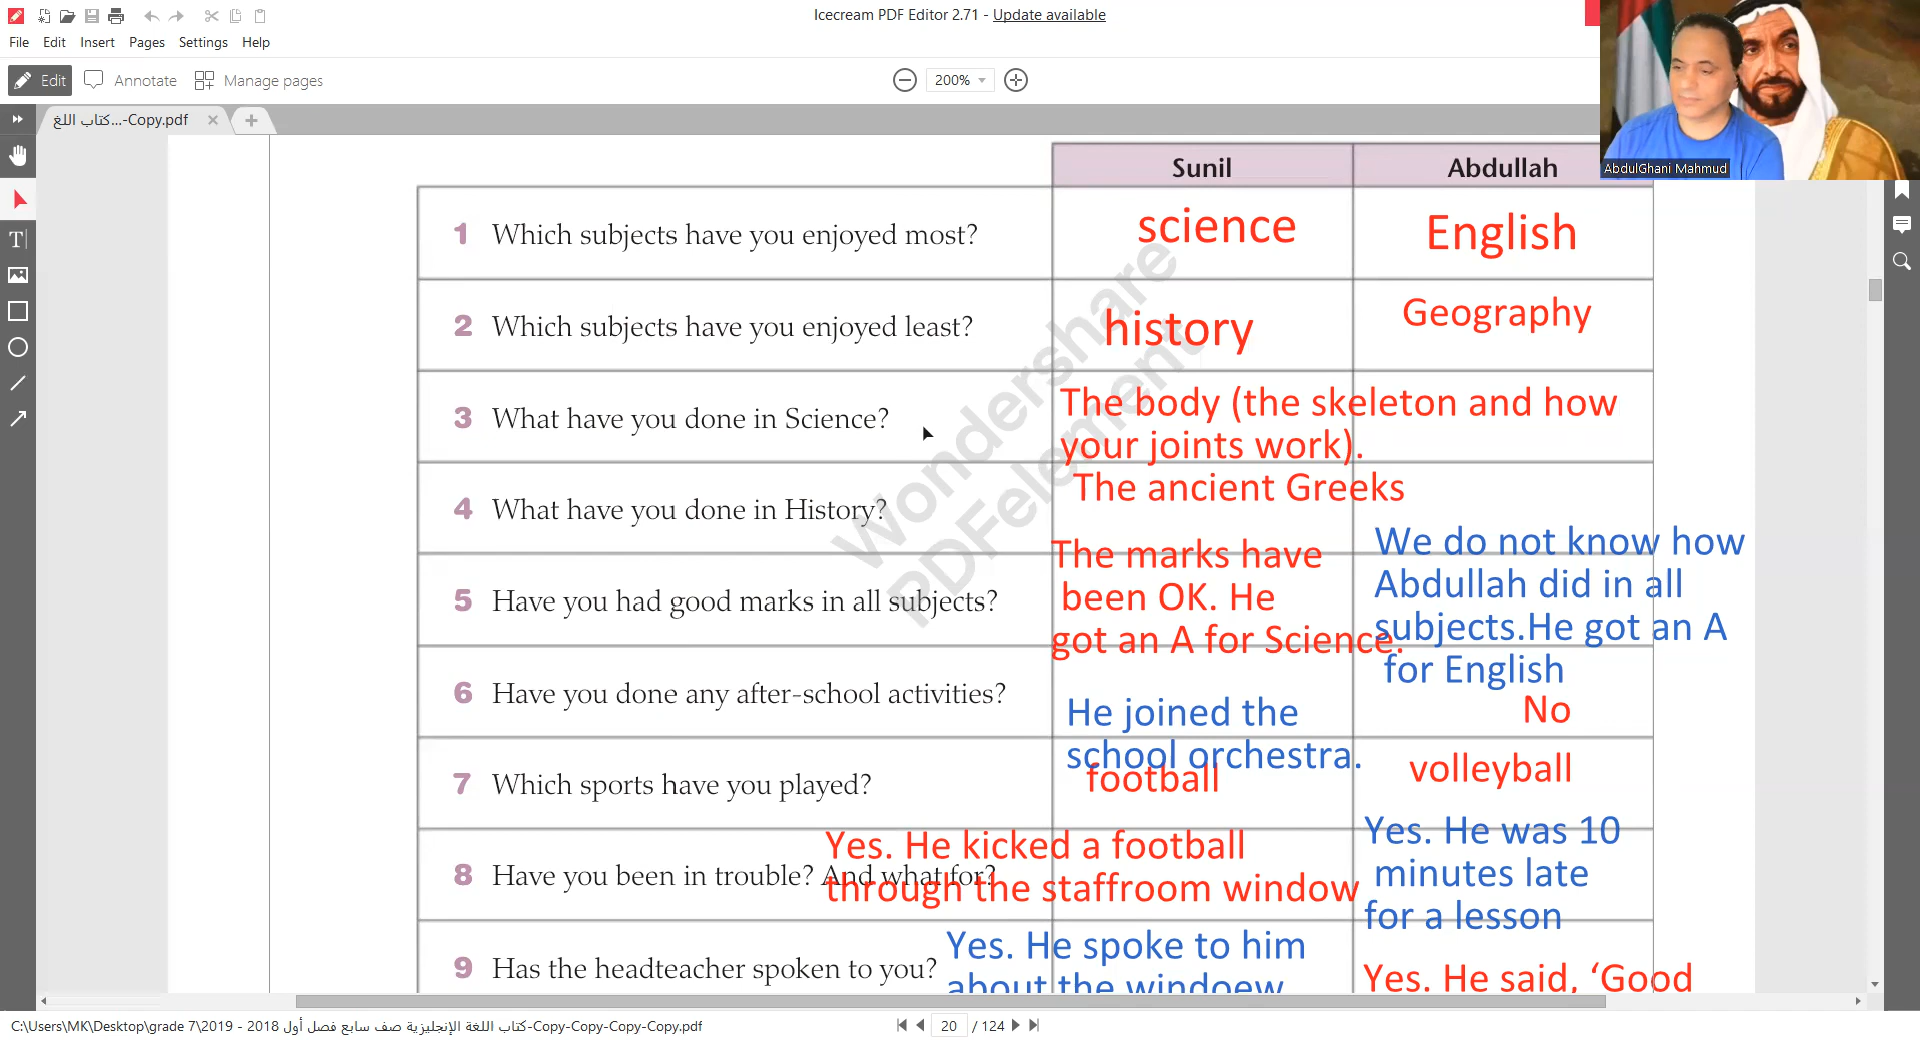 Icecream PDF Editor 2.71 - Update available
File Edit Insert Pages Settings Help
Edit Annotate Manage pages
200%
كتاب اللغ...-Copy.pdf
AbdulGhani Mahmud
Sunil Abdullah
1 Which subjects have you enjoyed most? science English
2 Which subjects have you enjoyed least? history Geography
3 What have you done in Science?
The body (the skeleton and how
your joints work).
4 What have you done in History?
The ancient Greeks
5 Have you had good marks in all subjects?
The marks have
been OK. He
got an A for Science.
We do not know how
Abdullah did in all
subjects.He got an A
for English
6 Have you done any after-school activities?
He joined the
school orchestra.
No
7 Which sports have you played? football volleyball
8 Have you been in trouble? And what for?
Yes. He kicked a football
through the staffroom window
Yes. He was 10
minutes late
for a lesson
9 Has the headteacher spoken to you?
Yes. He spoke to him
about the windoew
Yes. He said, ‘Good
Wondershare
PDFelement
C:\Users\MK\Desktop\grade 7\2019 - 2018 كتاب اللغة الإنجليزية صف سابع فصل أول-Copy-Copy-Copy-Copy.pdf
20 / 124